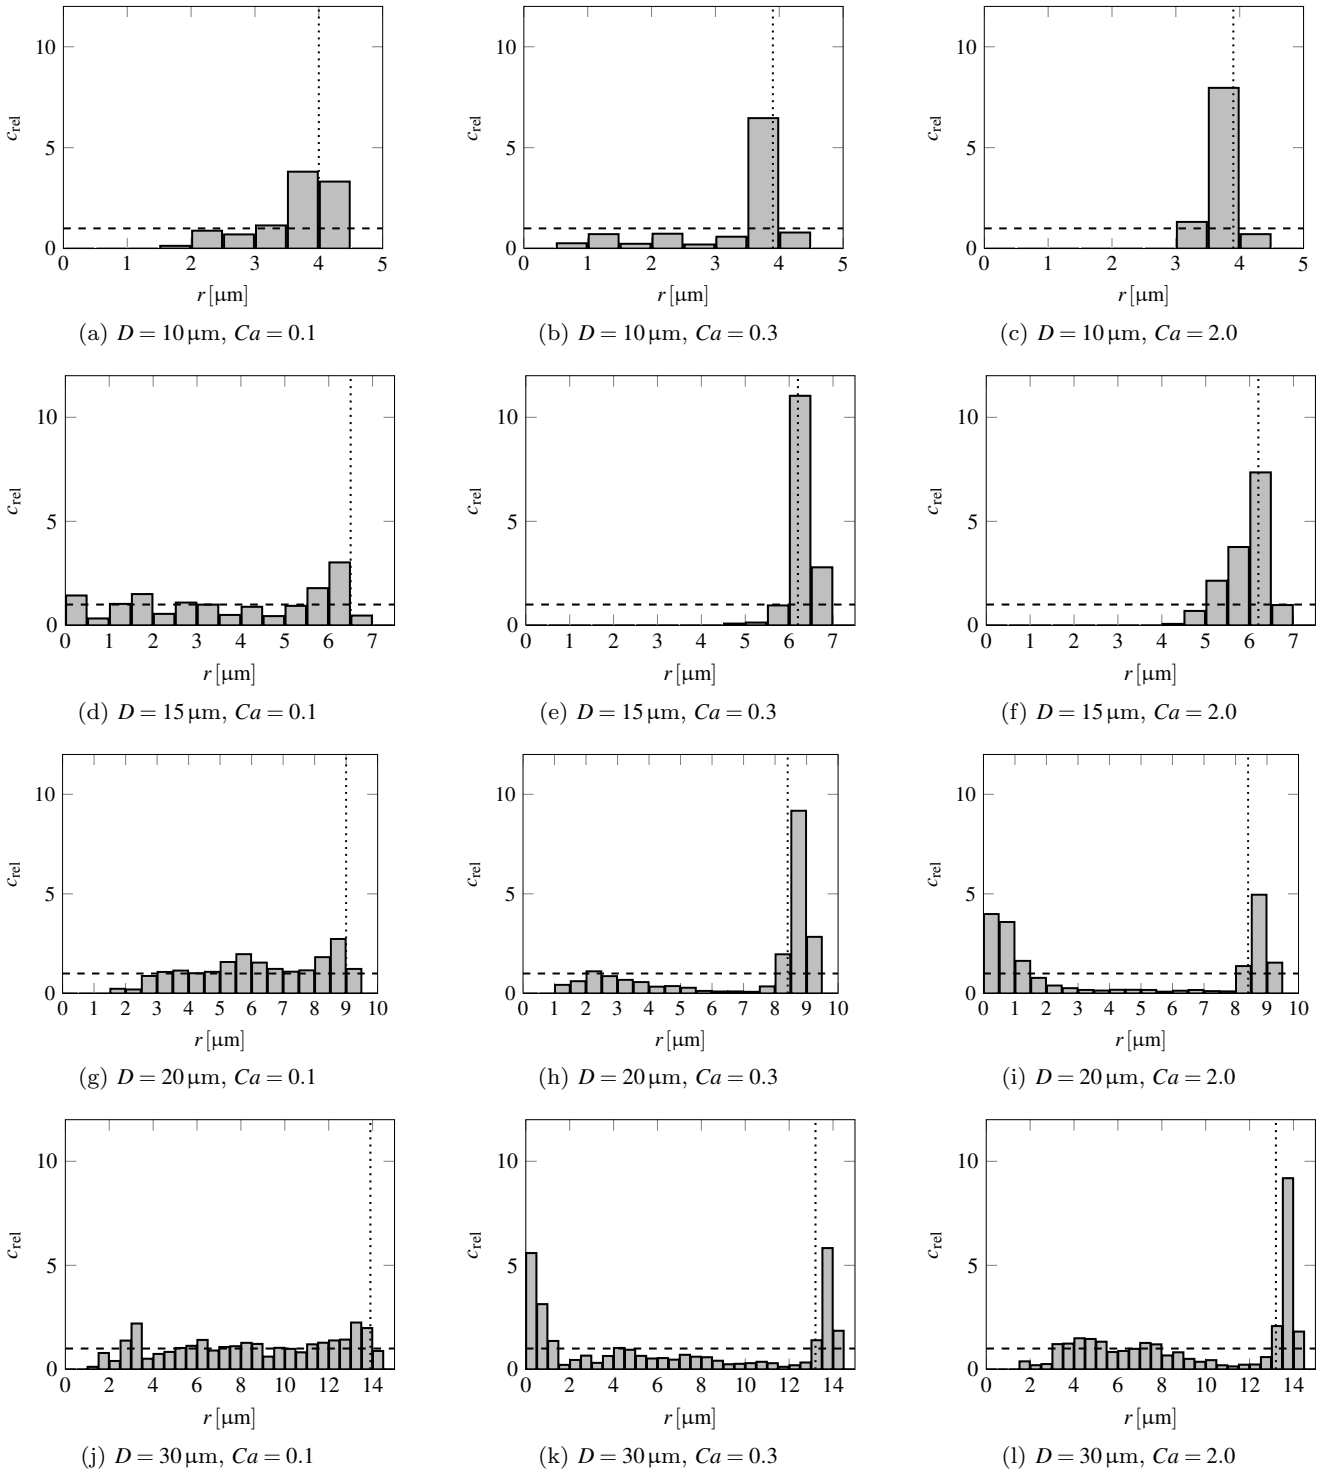 10
5
0
c_rel
0 1 2 3 4 5
r [µm]
(a) D = 10 µm, Ca = 0.1
10
5
0
c_rel
0 1 2 3 4 5
r [µm]
(b) D = 10 µm, Ca = 0.3
10
5
0
c_rel
0 1 2 3 4 5
r [µm]
(c) D = 10 µm, Ca = 2.0
10
5
0
c_rel
0 1 2 3 4 5 6 7
r [µm]
(d) D = 15 µm, Ca = 0.1
10
5
0
c_rel
0 1 2 3 4 5 6 7
r [µm]
(e) D = 15 µm, Ca = 0.3
10
5
0
c_rel
0 1 2 3 4 5 6 7
r [µm]
(f) D = 15 µm, Ca = 2.0
10
5
0
c_rel
0 1 2 3 4 5 6 7 8 9 10
r [µm]
(g) D = 20 µm, Ca = 0.1
10
5
0
c_rel
0 1 2 3 4 5 6 7 8 9 10
r [µm]
(h) D = 20 µm, Ca = 0.3
10
5
0
c_rel
0 1 2 3 4 5 6 7 8 9 10
r [µm]
(i) D = 20 µm, Ca = 2.0
10
5
0
c_rel
0 2 4 6 8 10 12 14
r [µm]
(j) D = 30 µm, Ca = 0.1
10
5
0
c_rel
0 2 4 6 8 10 12 14
r [µm]
(k) D = 30 µm, Ca = 0.3
10
5
0
c_rel
0 2 4 6 8 10 12 14
r [µm]
(l) D = 30 µm, Ca = 2.0